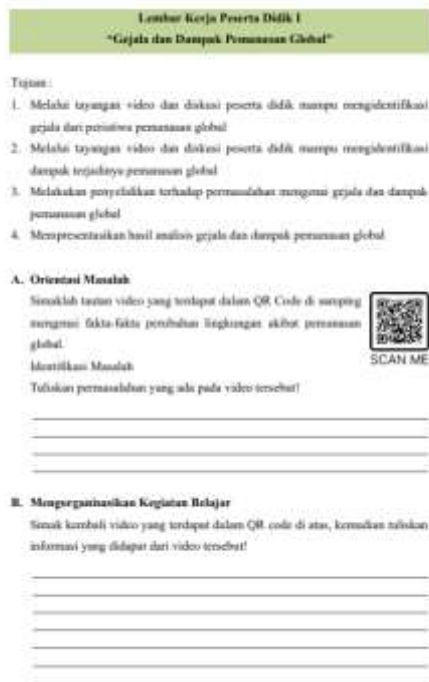 Lembar Kerja Peserta Didik I
"Gejala dan Dampak Pemanasan Global"
Tujuan :
1. Melalui tayangan video dan diskusi peserta didik mampu mengidentifikasi
gejala dari peristiwa pemanasan global
2. Melalui tayangan video dan diskusi peserta didik mampu mengidentifikasi
dampak terjadinya pemanasan global
3. Melakukan penyelidikan terhadap permasalahan mengenai gejala dan dampak
pemanasan global
4. Mempresentasikan hasil analisis gejala dan dampak pemanasan global
A. Orientasi Masalah
Simaklah tautan video yang terdapat dalam QR Code di samping
mengenai fakta-fakta perubahan lingkungan akibat pemanasan
global.
SCAN ME
Identifikasi Masalah
Tuliskan permasalahan yang ada pada video tersebut!
B. Mengorganisasikan Kegiatan Belajar
Simak kembali video yang terdapat dalam QR code di atas, kemudian tuliskan
informasi yang didapat dari video tersebut!